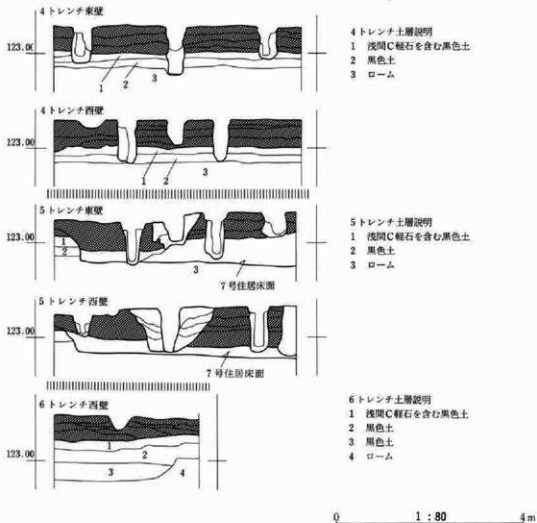 4トレンチ東壁
123.00
1
2
3
4トレンチ土層説明
1 浅間C軽石を含む黒色土
2 黒色土
3 ローム
4トレンチ西壁
123.00
1
2
3
5トレンチ東壁
123.00
1
2
3
7号住居床面
5トレンチ土層説明
1 浅間C軽石を含む黒色土
2 黒色土
3 ローム
5トレンチ西壁
123.00
7号住居床面
6トレンチ西壁
123.00
1
2
3
4
6トレンチ土層説明
1 浅間C軽石を含む黒色土
2 黒色土
3 黒色土
4 ローム
0 1:80 4m